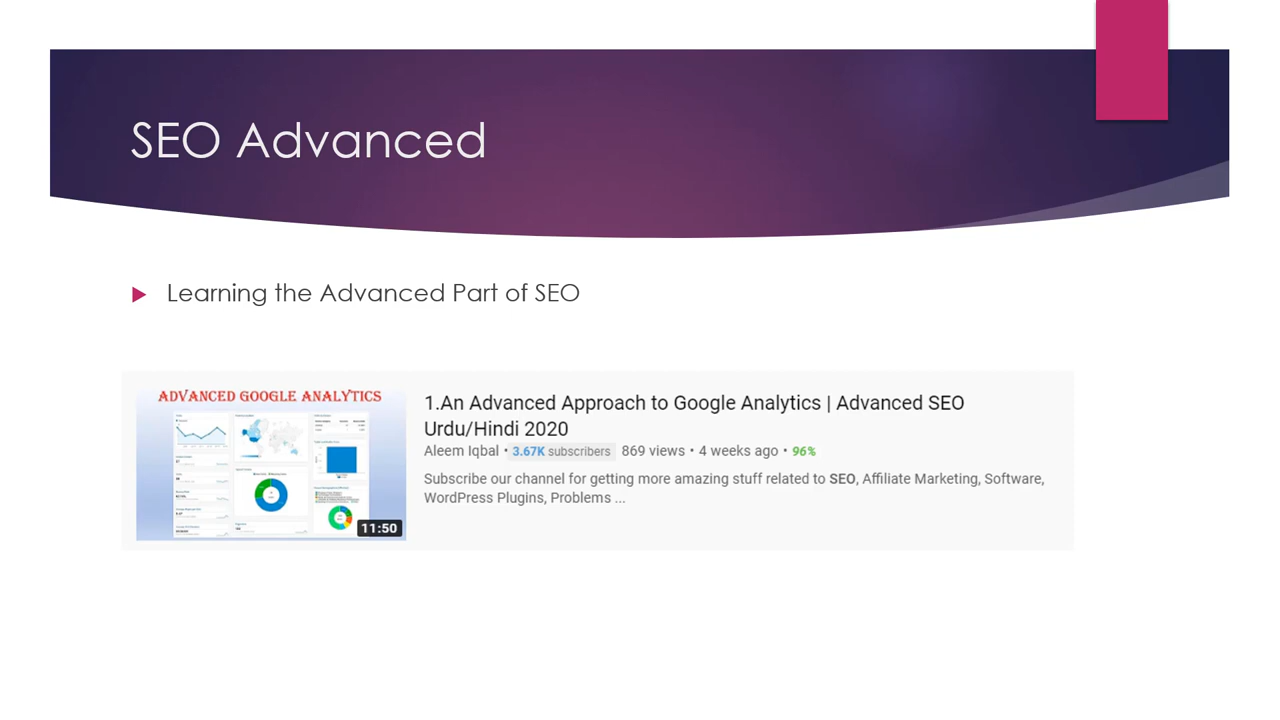 SEO Advanced
Learning the Advanced Part of SEO
ADVANCED GOOGLE ANALYTICS
11:50
1.An Advanced Approach to Google Analytics | Advanced SEO
Urdu/Hindi 2020
Aleem Iqbal • 3.67K subscribers 869 views • 4 weeks ago • 96%
Subscribe our channel for getting more amazing stuff related to SEO, Affiliate Marketing, Software,
WordPress Plugins, Problems ...